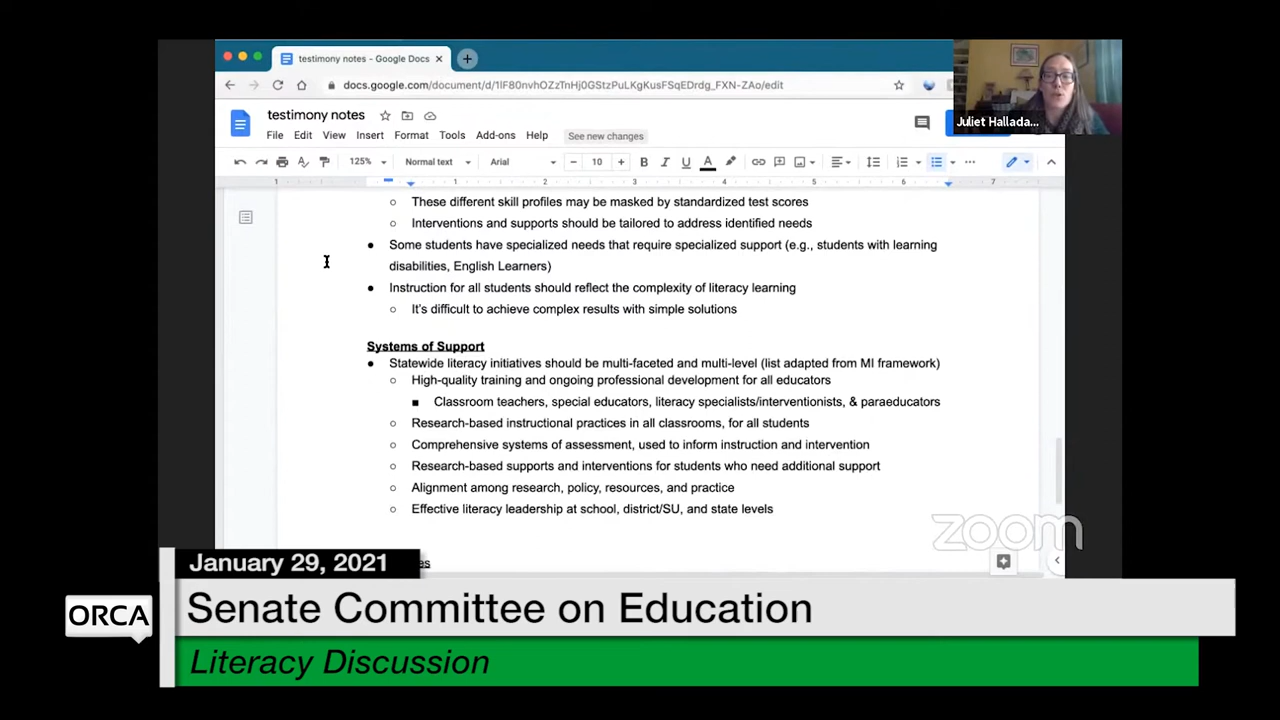 testimony notes - Google Docs
docs.google.com/document/d/1IF80nvhOZzTnHj0GStzPuLKgKusFSqEDrdg_FXN-ZAo/edit
testimony notes
File Edit View Insert Format Tools Add-ons Help See new changes
Juliet Hallada...
125% Normal text Arial 10 B I U A
1 1 2 3 4 5 6 7
These different skill profiles may be masked by standardized test scores
Interventions and supports should be tailored to address identified needs
Some students have specialized needs that require specialized support (e.g., students with learning
disabilities, English Learners)
Instruction for all students should reflect the complexity of literacy learning
It's difficult to achieve complex results with simple solutions
Systems of Support
Statewide literacy initiatives should be multi-faceted and multi-level (list adapted from MI framework)
High-quality training and ongoing professional development for all educators
Classroom teachers, special educators, literacy specialists/interventionists, & paraeducators
Research-based instructional practices in all classrooms, for all students
Comprehensive systems of assessment, used to inform instruction and intervention
Research-based supports and interventions for students who need additional support
Alignment among research, policy, resources, and practice
Effective literacy leadership at school, district/SU, and state levels
zoom
January 29, 2021
ORCA
Senate Committee on Education
Literacy Discussion